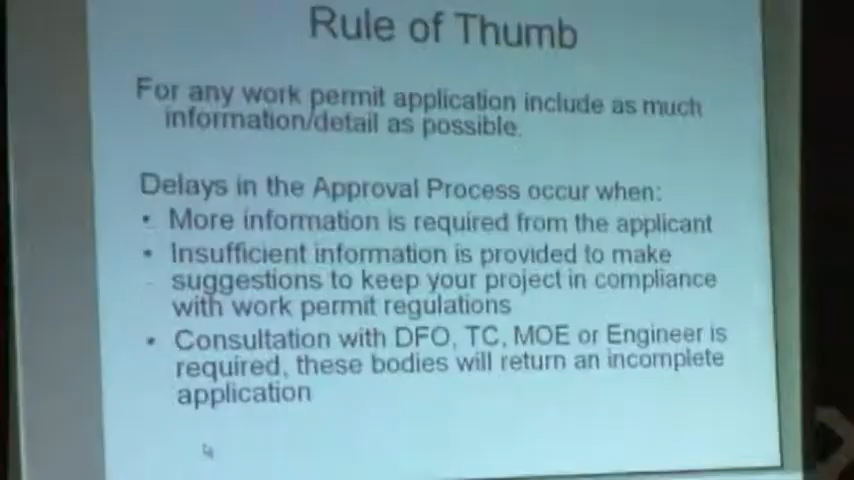 Rule of Thumb
For any work permit application include as much
information/detail as possible.
Delays in the Approval Process occur when:
• More information is required from the applicant
• Insufficient information is provided to make
suggestions to keep your project in compliance
with work permit regulations
• Consultation with DFO, TC, MOE or Engineer is
required, these bodies will return an incomplete
application